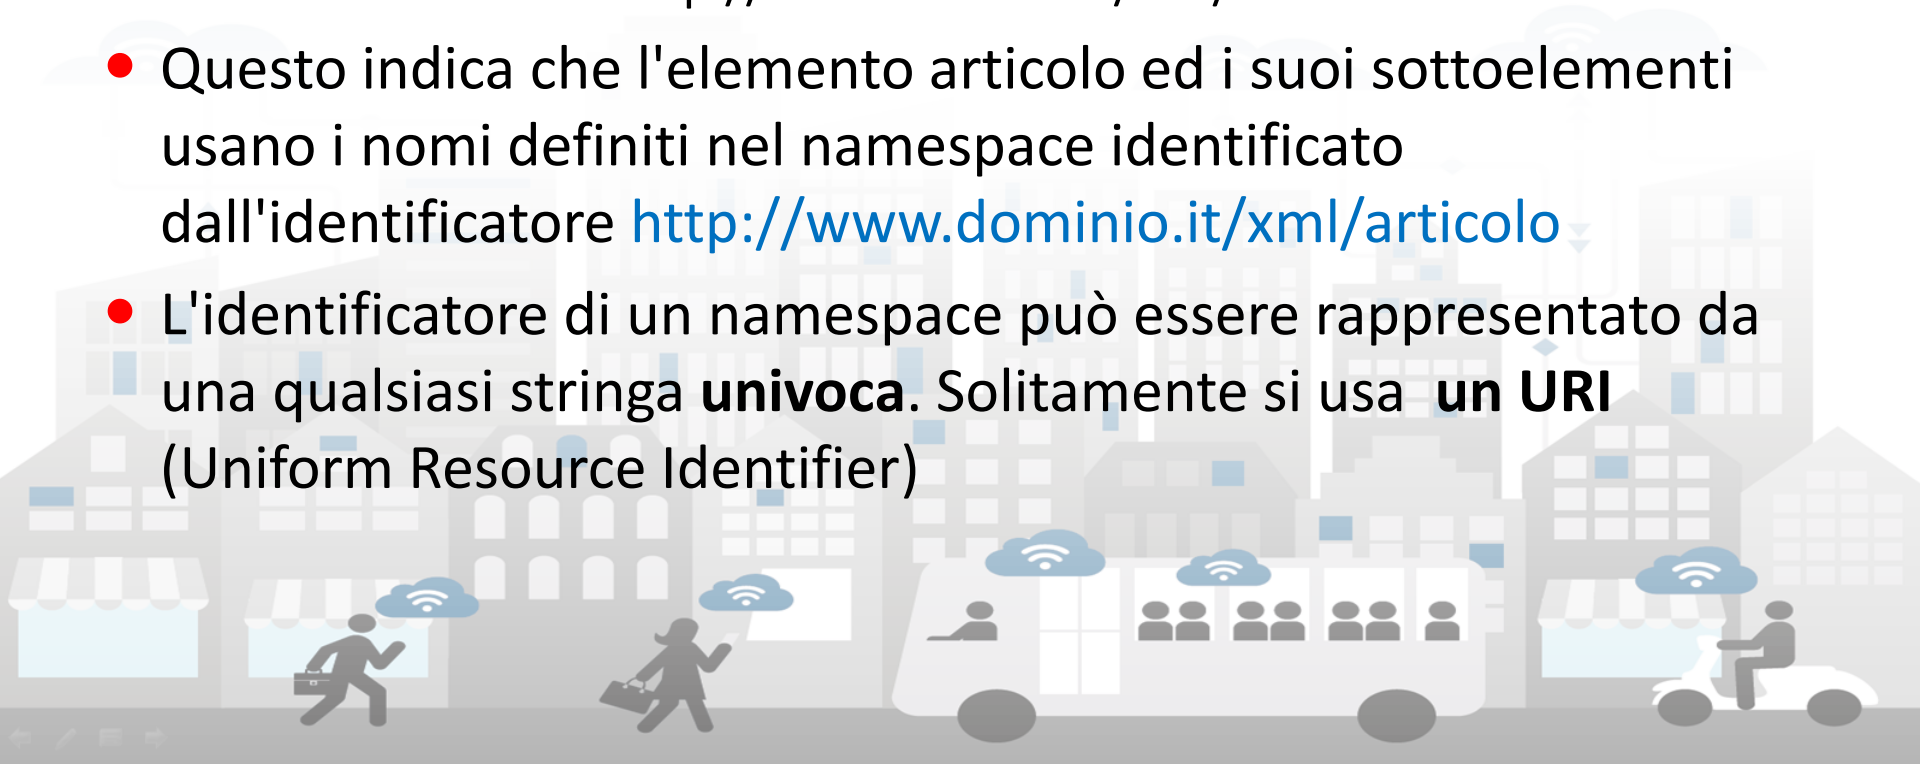 Questo indica che l'elemento articolo ed i suoi sottoelementi
usano i nomi definiti nel namespace identificato
dall'identificatore http://www.dominio.it/xml/articolo
L'identificatore di un namespace può essere rappresentato da
una qualsiasi stringa univoca. Solitamente si usa un URI
(Uniform Resource Identifier)